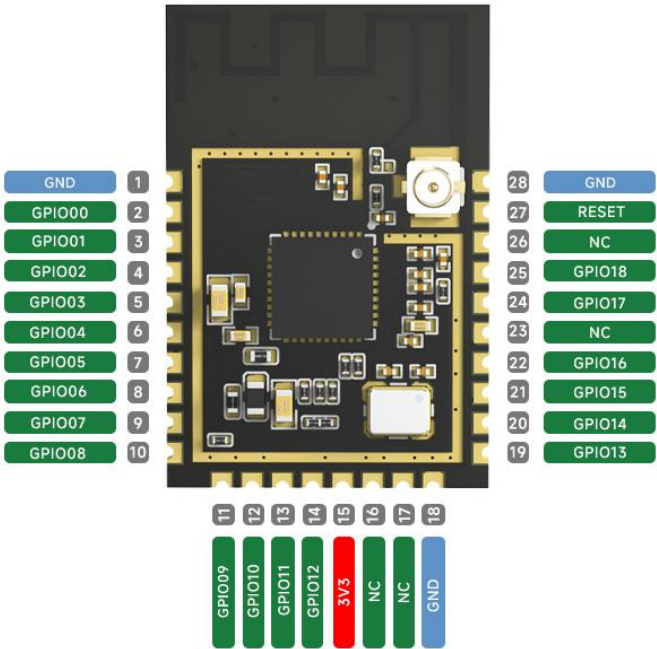 GND 1
GPIO00 2
GPIO01 3
GPIO02 4
GPIO03 5
GPIO04 6
GPIO05 7
GPIO06 8
GPIO07 9
GPIO08 10
28 GND
27 RESET
26 NC
25 GPIO18
24 GPIO17
23 NC
22 GPIO16
21 GPIO15
20 GPIO14
19 GPIO13
11 GPIO09
12 GPIO10
13 GPIO11
14 GPIO12
15 3V3
16 NC
17 NC
18 GND